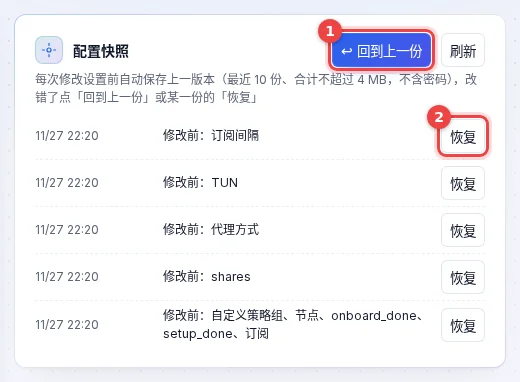 1
配置快照
↩ 回到上一份
刷新
每次修改设置前自动保存上一版本（最近 10 份、合计不超过 4 MB，不含密码），改
错了点「回到上一份」或某一份的「恢复」
2
11/27 22:20 修改前：订阅间隔 恢复
11/27 22:20 修改前：TUN 恢复
11/27 22:20 修改前：代理方式 恢复
11/27 22:20 修改前：shares 恢复
11/27 22:20 修改前：自定义策略组、节点、onboard_done、
setup_done、订阅 恢复